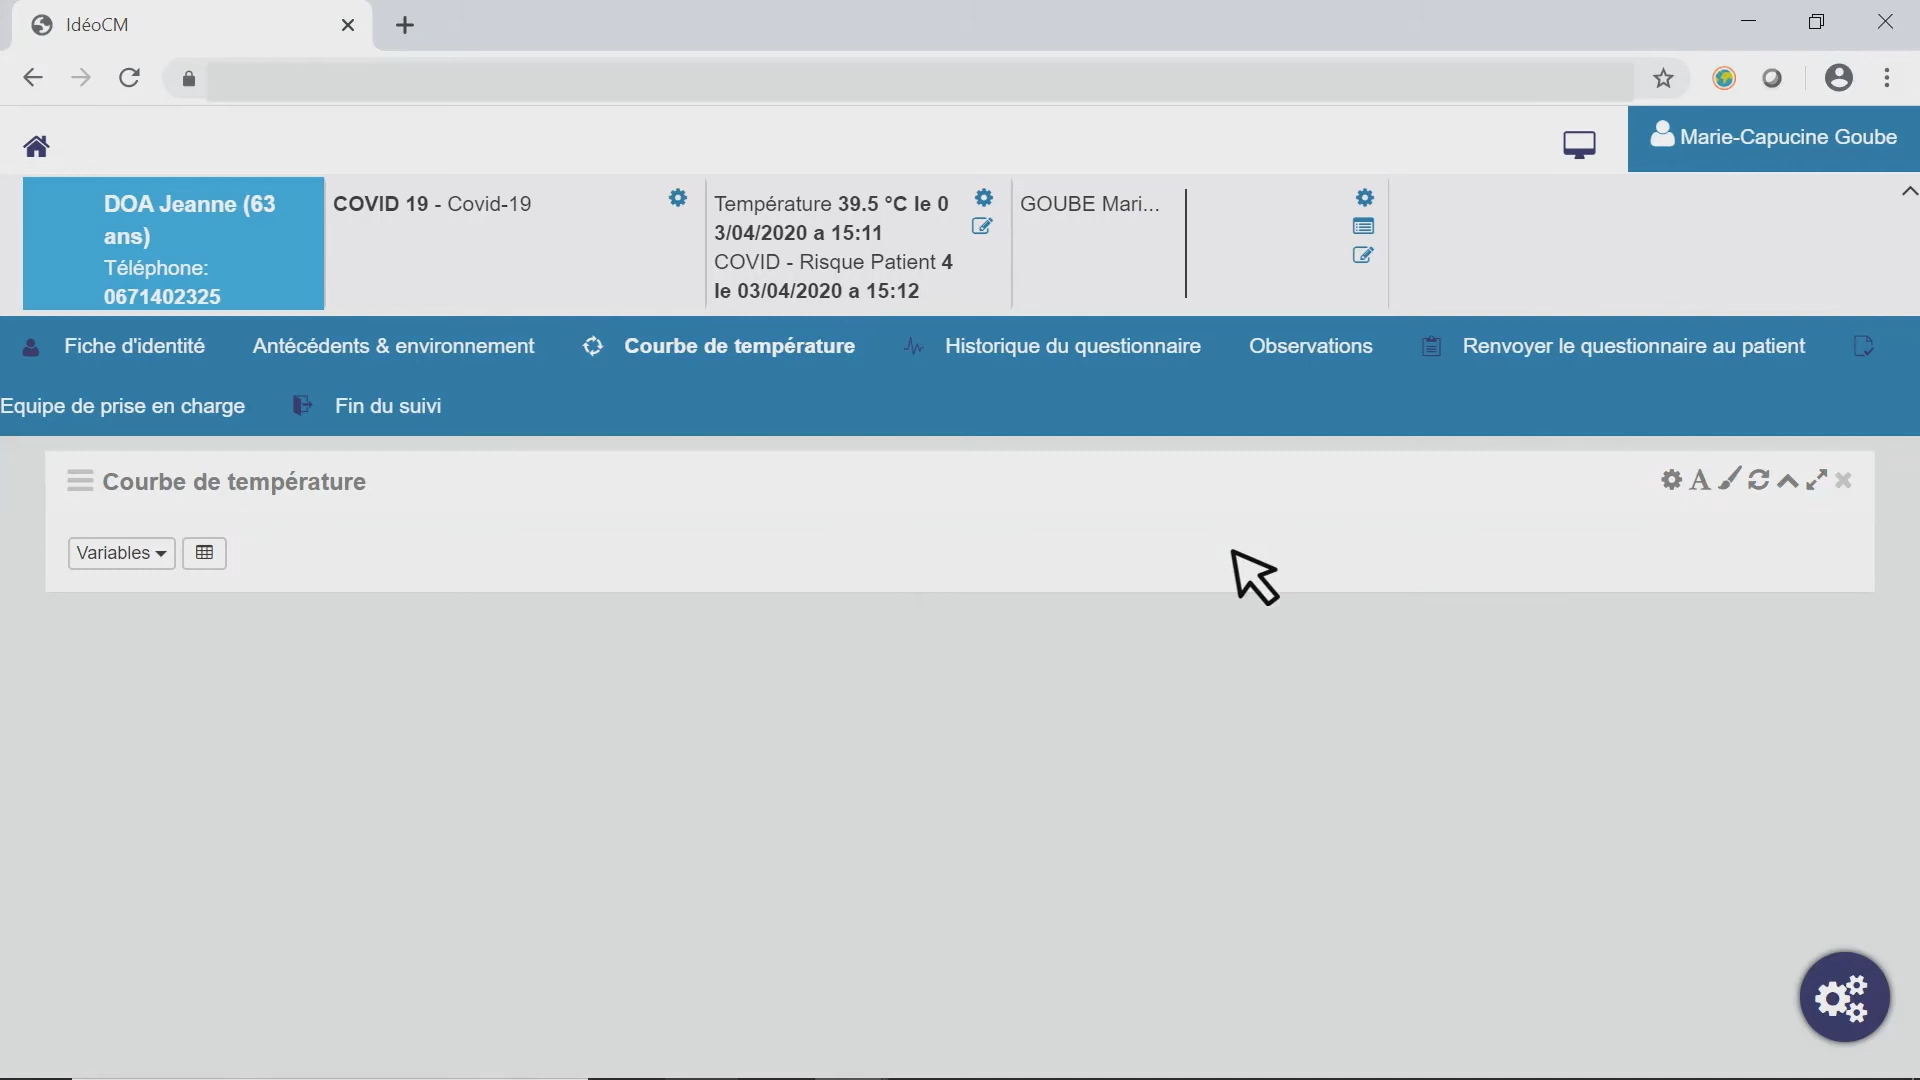 IdéoCM
Marie-Capucine Goube
DOA Jeanne (63
ans)
Téléphone:
0671402325
COVID 19 - Covid-19
Température 39.5 °C le 0
3/04/2020 a 15:11
COVID - Risque Patient 4
le 03/04/2020 a 15:12
GOUBE Mari...
Fiche d'identité
Antécédents & environnement
Courbe de température
Historique du questionnaire
Observations
Renvoyer le questionnaire au patient
Equipe de prise en charge
Fin du suivi
Courbe de température
A
Variables